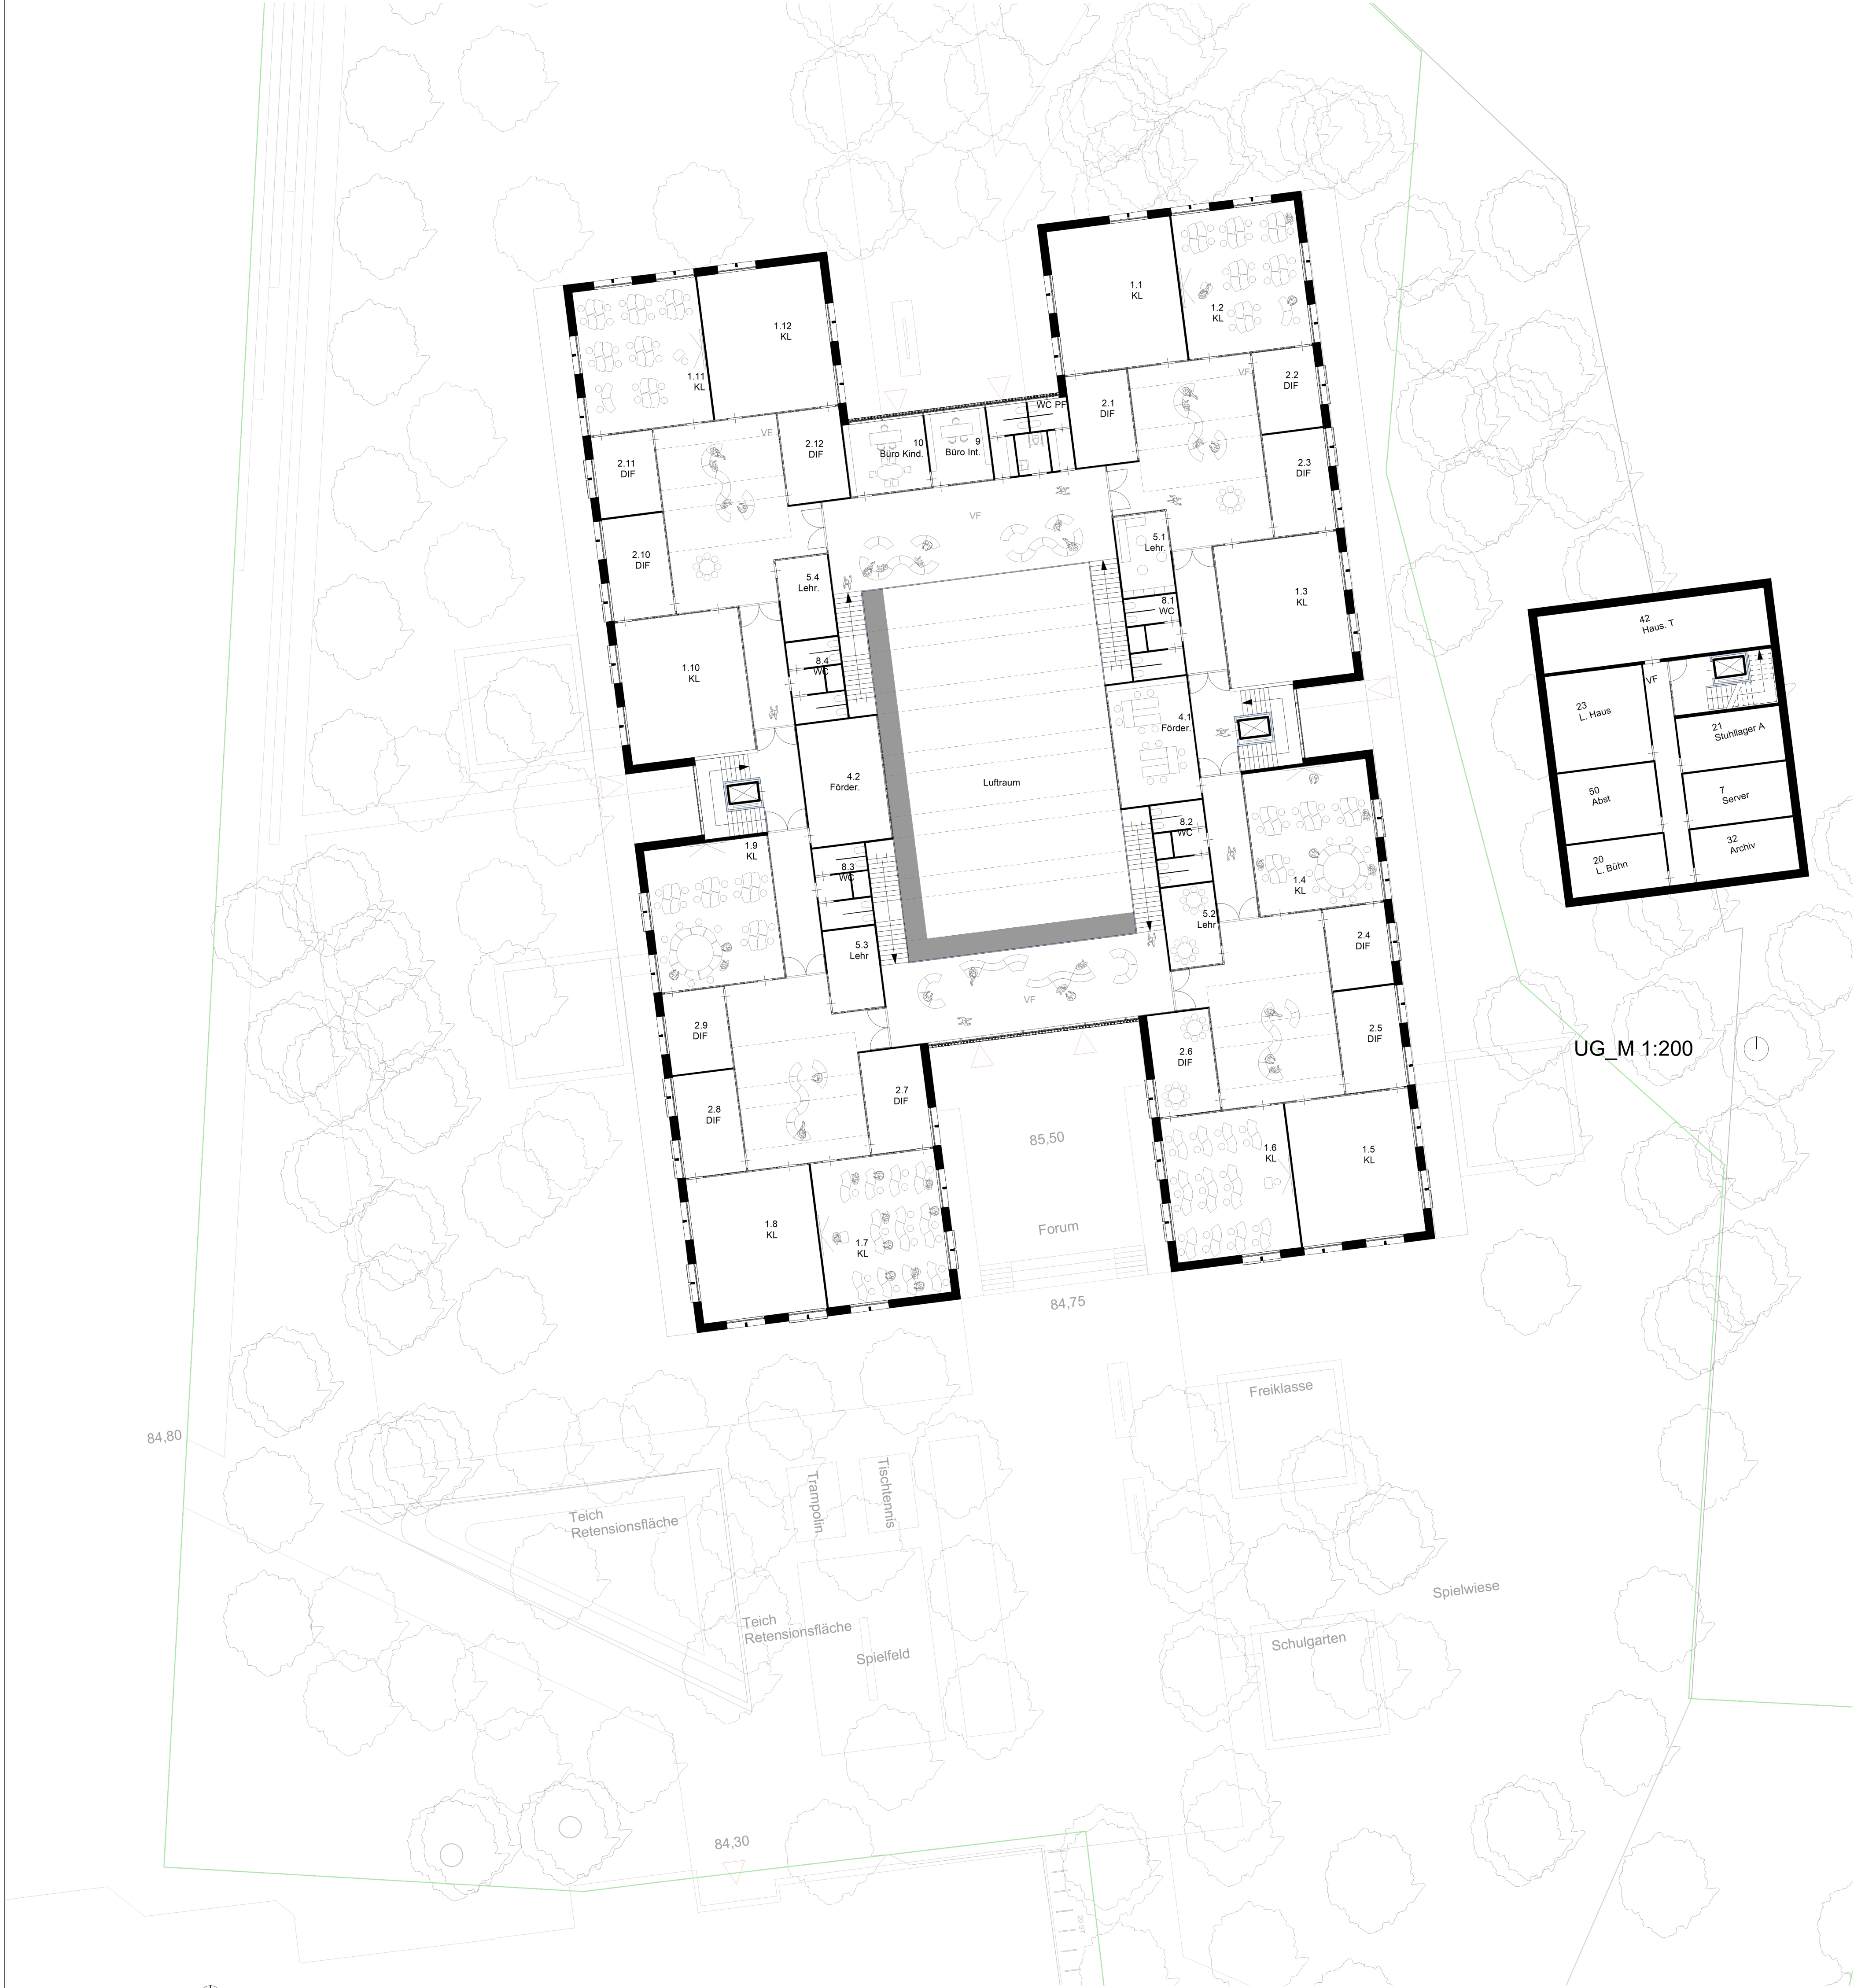 1.1
KL
1.2
KL
1.12
KL
1.11
KL
VF
2.2
DIF
2.1
DIF
WC PF
VF
2.12
DIF
10
Büro Kind.
9
Büro Int.
2.11
DIF
2.3
DIF
VF
5.1
Lehr.
2.10
DIF
5.4
Lehr.
8.1
WC
1.3
KL
42
Haus. T
1.10
KL
8.4
WC
VF
23
L. Haus
21
Stuhllager A
4.1
Förder.
4.2
Förder.
Luftraum
50
Abst
7
Server
8.2
WC
1.9
KL
8.3
WC
1.4
KL
32
Archiv
20
L. Bühn
5.2
Lehr
5.3
Lehr
2.4
DIF
VF
2.9
DIF
2.5
DIF
2.6
DIF
UG_M 1:200
2.7
DIF
2.8
DIF
85,50
1.6
KL
1.5
KL
1.8
KL
1.7
KL
Forum
84,75
Freiklasse
84,80
Trampolin
Tischtennis
Teich
Retensionsfläche
Spielwiese
Teich
Retensionsfläche
Spielfeld
Schulgarten
84,30
20 ST